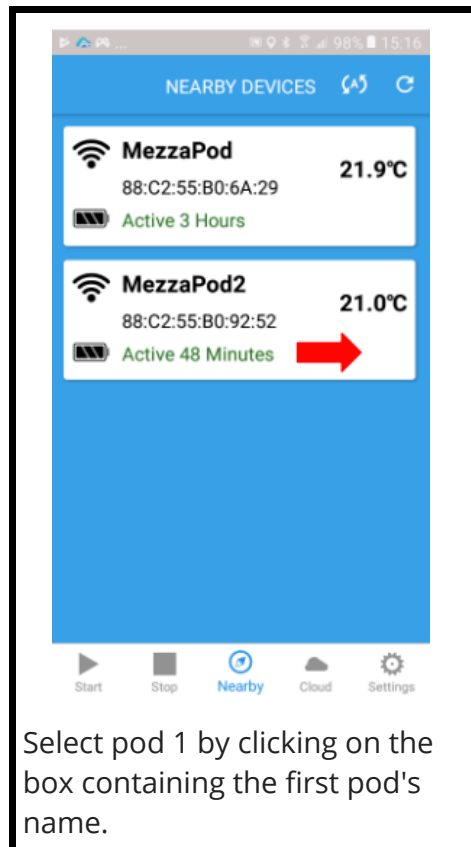 ... 98% 15:16
NEARBY DEVICES A
MezzaPod
21.9°C
88:C2:55:B0:6A:29
Active 3 Hours
MezzaPod2
21.0°C
88:C2:55:B0:92:52
Active 48 Minutes
Start Stop Nearby Cloud Settings
Select pod 1 by clicking on the
box containing the first pod's
name.